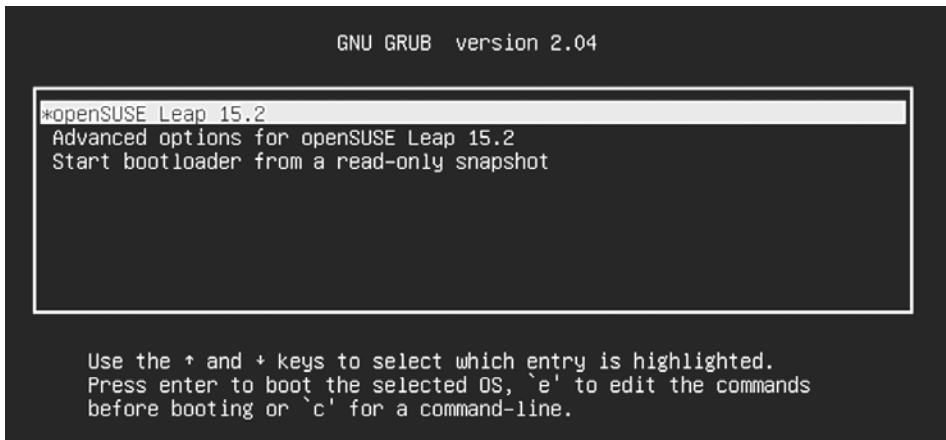 GNU GRUB  version 2.04
*openSUSE Leap 15.2
Advanced options for openSUSE Leap 15.2
Start bootloader from a read-only snapshot
Use the ↑ and ↓ keys to select which entry is highlighted.
Press enter to boot the selected OS, `e' to edit the commands
before booting or `c' for a command-line.